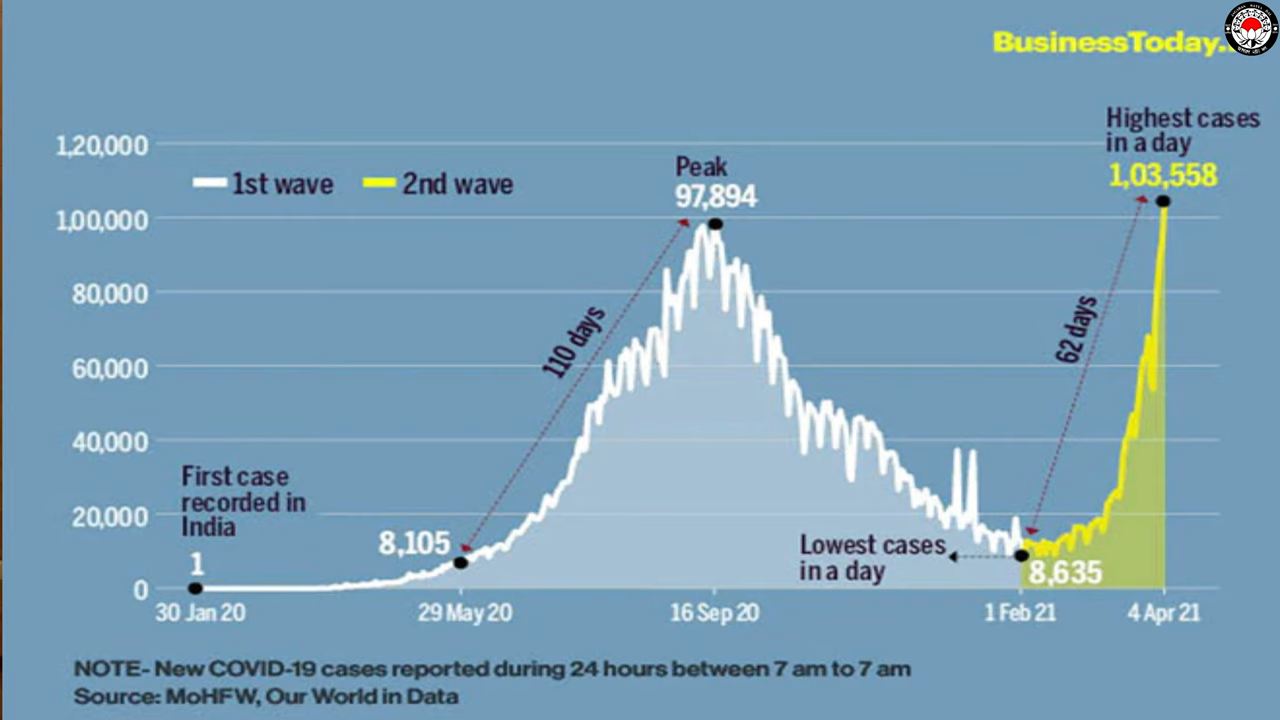 BusinessToday.
Highest cases
in a day
1,03,558
1,20,000
1st wave
2nd wave
Peak
97,894
1,00,000
80,000
110 days
62 days
60,000
40,000
First case
recorded in
India
20,000
8,105
Lowest cases
in a day
1
8,635
0
30 Jan 20
29 May 20
16 Sep 20
1 Feb 21
4 Apr 21
NOTE- New COVID-19 cases reported during 24 hours between 7 am to 7 am
Source: MoHFW, Our World in Data